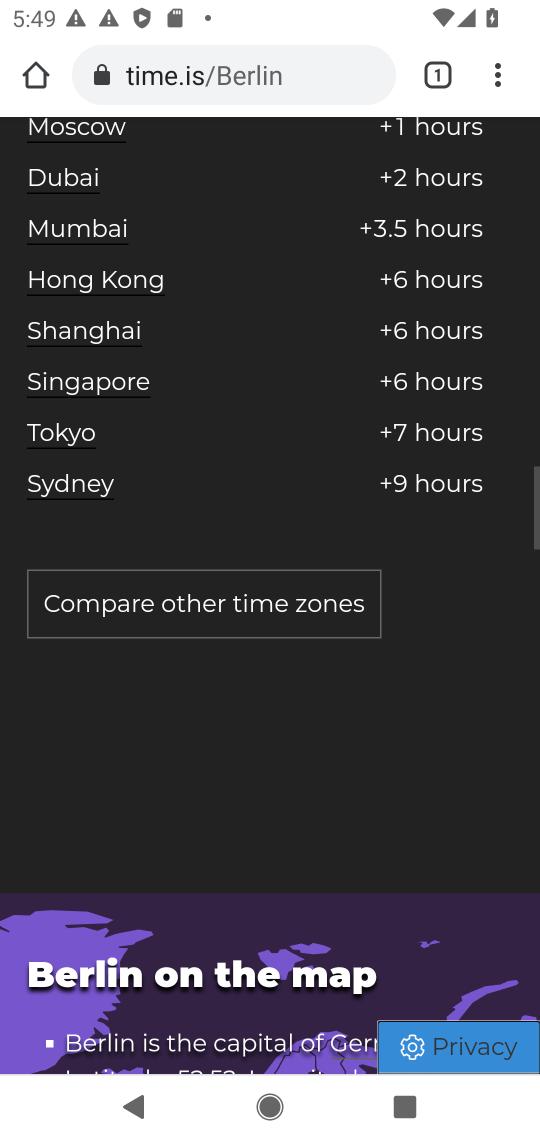 5:49
time.is/Berlin
1
Moscow +1 hours
Dubai +2 hours
Mumbai +3.5 hours
Hong Kong +6 hours
Shanghai +6 hours
Singapore +6 hours
Tokyo +7 hours
Sydney +9 hours
Compare other time zones
Berlin on the map
Berlin is the capital of
Privacy